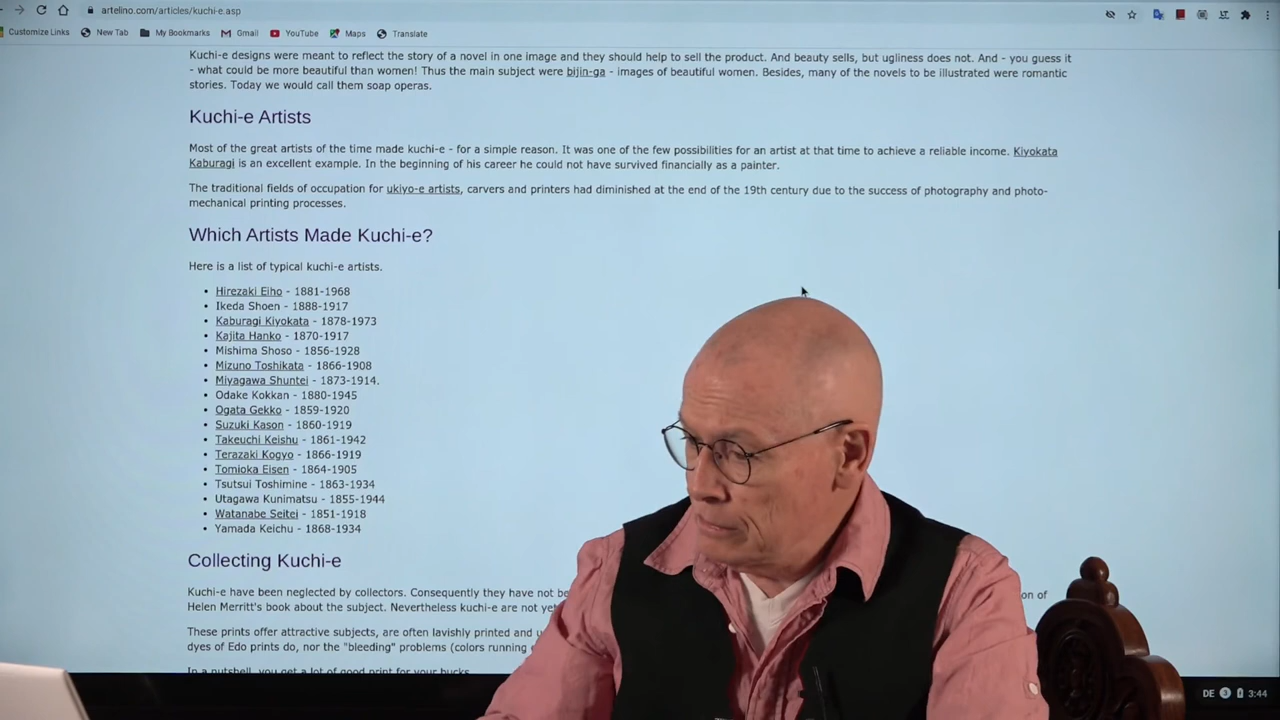 artelino.com/articles/kuchi-e.asp
Customize Links New Tab My Bookmarks Gmail YouTube Maps Translate
Kuchi-e designs were meant to reflect the story of a novel in one image and they should help to sell the product. And beauty sells, but ugliness does not. And - you guess it
- what could be more beautiful than women! Thus the main subject were bijin-ga - images of beautiful women. Besides, many of the novels to be illustrated were romantic
stories. Today we would call them soap operas.
Kuchi-e Artists
Most of the great artists of the time made kuchi-e - for a simple reason. It was one of the few possibilities for an artist at that time to achieve a reliable income. Kiyokata
Kaburagi is an excellent example. In the beginning of his career he could not have survived financially as a painter.
The traditional fields of occupation for ukiyo-e artists, carvers and printers had diminished at the end of the 19th century due to the success of photography and photo-
mechanical printing processes.
Which Artists Made Kuchi-e?
Here is a list of typical kuchi-e artists.
• Hirezaki Eiho - 1881-1968
• Ikeda Shoen - 1888-1917
• Kaburagi Kiyokata - 1878-1973
• Kajita Hanko - 1870-1917
• Mishima Shoso - 1856-1928
• Mizuno Toshikata - 1866-1908
• Miyagawa Shuntei - 1873-1914.
• Odake Kokkan - 1880-1945
• Ogata Gekko - 1859-1920
• Suzuki Kason - 1860-1919
• Takeuchi Keishu - 1861-1942
• Terazaki Kogyo - 1866-1919
• Tomioka Eisen - 1864-1905
• Tsutsui Toshimine - 1863-1934
• Utagawa Kunimatsu - 1855-1944
• Watanabe Seitei - 1851-1918
• Yamada Keichu - 1868-1934
Collecting Kuchi-e
Kuchi-e have been neglected by collectors. Consequently they have not be on of
Helen Merritt's book about the subject. Nevertheless kuchi-e are not yet
These prints offer attractive subjects, are often lavishly printed and u
dyes of Edo prints do, nor the "bleeding" problems (colors running
In a nutshell, you get a lot of good print for your bucks.
DE 3 3:44